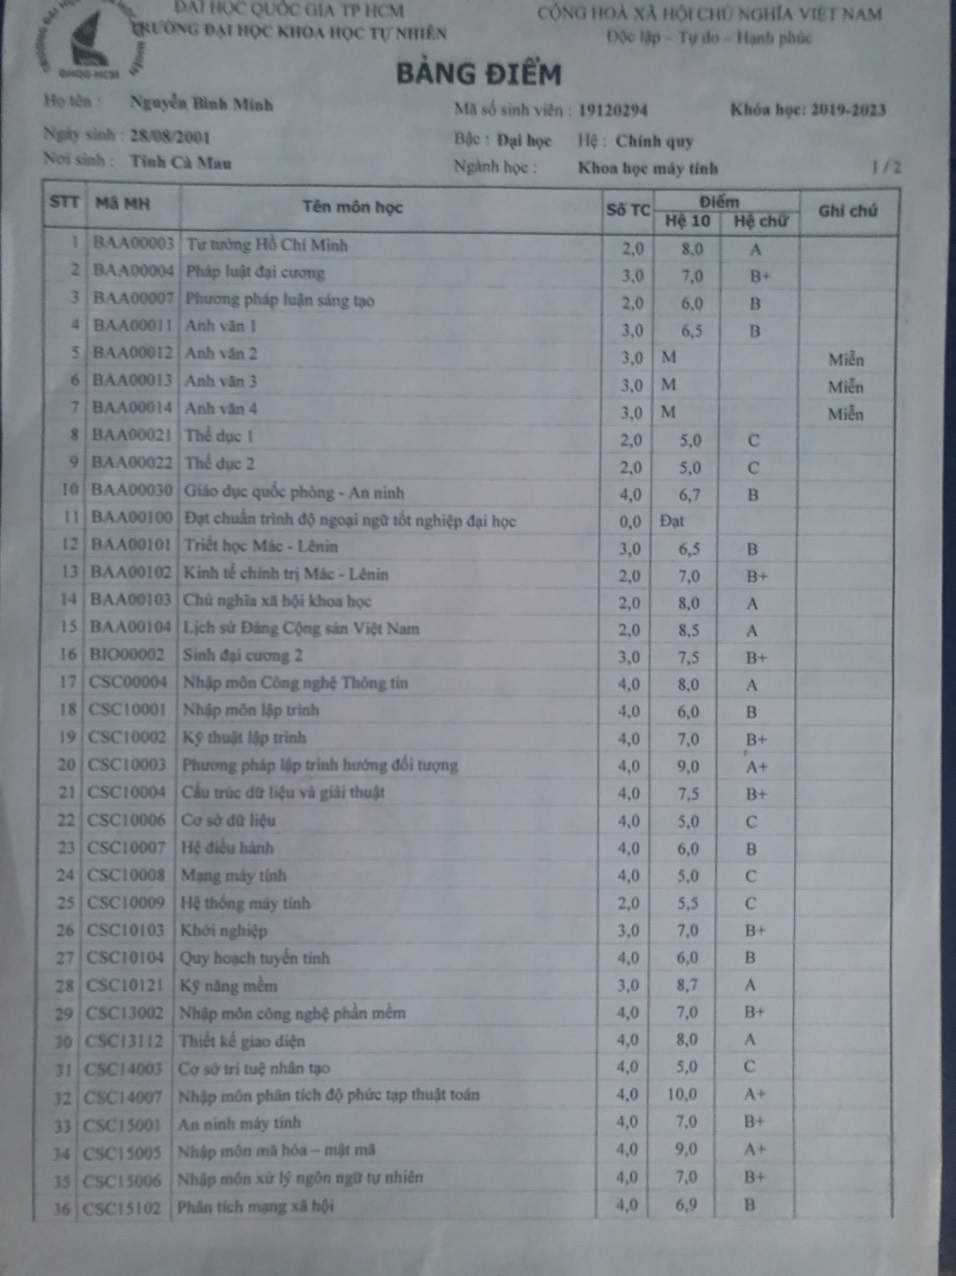 ĐẠI HỌC QUỐC GIA TP HCM
TRƯỜNG ĐẠI HỌC KHOA HỌC TỰ NHIÊN
CỘNG HOÀ XÃ HỘI CHỦ NGHĨA VIỆT NAM
Độc lập – Tự do – Hạnh phúc
ĐHQG-HCM
BẢNG ĐIỂM
Họ tên : Nguyễn Bình Minh Mã số sinh viên : 19120294 Khóa học: 2019-2023
Ngày sinh : 28/08/2001 Bậc : Đại học Hệ : Chính quy
Nơi sinh : Tỉnh Cà Mau Ngành học : Khoa học máy tính 1 / 2
STT Mã MH Tên môn học Số TC Điểm Ghi chú
Hệ 10 Hệ chữ
1 BAA00003 Tư tưởng Hồ Chí Minh 2,0 8,0 A
2 BAA00004 Pháp luật đại cương 3,0 7,0 B+
3 BAA00007 Phương pháp luận sáng tạo 2,0 6,0 B
4 BAA00011 Anh văn 1 3,0 6,5 B
5 BAA00012 Anh văn 2 3,0 M Miễn
6 BAA00013 Anh văn 3 3,0 M Miễn
7 BAA00014 Anh văn 4 3,0 M Miễn
8 BAA00021 Thể dục 1 2,0 5,0 C
9 BAA00022 Thể dục 2 2,0 5,0 C
10 BAA00030 Giáo dục quốc phòng - An ninh 4,0 6,7 B
11 BAA00100 Đạt chuẩn trình độ ngoại ngữ tốt nghiệp đại học 0,0 Đạt
12 BAA00101 Triết học Mác - Lênin 3,0 6,5 B
13 BAA00102 Kinh tế chính trị Mác - Lênin 2,0 7,0 B+
14 BAA00103 Chủ nghĩa xã hội khoa học 2,0 8,0 A
15 BAA00104 Lịch sử Đảng Cộng sản Việt Nam 2,0 8,5 A
16 BIO00002 Sinh đại cương 2 3,0 7,5 B+
17 CSC00004 Nhập môn Công nghệ Thông tin 4,0 8,0 A
18 CSC10001 Nhập môn lập trình 4,0 6,0 B
19 CSC10002 Kỹ thuật lập trình 4,0 7,0 B+
20 CSC10003 Phương pháp lập trình hướng đối tượng 4,0 9,0 A+
21 CSC10004 Cấu trúc dữ liệu và giải thuật 4,0 7,5 B+
22 CSC10006 Cơ sở dữ liệu 4,0 5,0 C
23 CSC10007 Hệ điều hành 4,0 6,0 B
24 CSC10008 Mạng máy tính 4,0 5,0 C
25 CSC10009 Hệ thống máy tính 2,0 5,5 C
26 CSC10103 Khởi nghiệp 3,0 7,0 B+
27 CSC10104 Quy hoạch tuyến tính 4,0 6,0 B
28 CSC10121 Kỹ năng mềm 3,0 8,7 A
29 CSC13002 Nhập môn công nghệ phần mềm 4,0 7,0 B+
30 CSC13112 Thiết kế giao diện 4,0 8,0 A
31 CSC14003 Cơ sở trí tuệ nhân tạo 4,0 5,0 C
32 CSC14007 Nhập môn phân tích độ phức tạp thuật toán 4,0 10,0 A+
33 CSC15001 An ninh máy tính 4,0 7,0 B+
34 CSC15005 Nhập môn mã hóa – mật mã 4,0 9,0 A+
35 CSC15006 Nhập môn xử lý ngôn ngữ tự nhiên 4,0 7,0 B+
36 CSC15102 Phân tích mạng xã hội 4,0 6,9 B